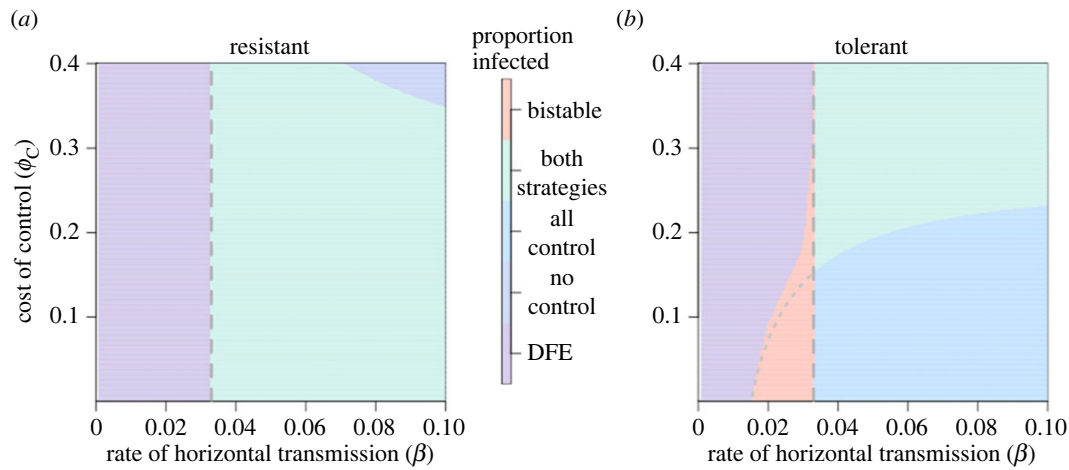 (a)
resistant
0.4
0.3
0.2
0.1
cost of control (ϕC)
0
0.02
0.04
0.06
0.08
0.10
rate of horizontal transmission (β)
proportion
infected
bistable
both
strategies
all
control
no
control
DFE
(b)
tolerant
0.4
0.3
0.2
0.1
0
0.02
0.04
0.06
0.08
0.10
rate of horizontal transmission (β)